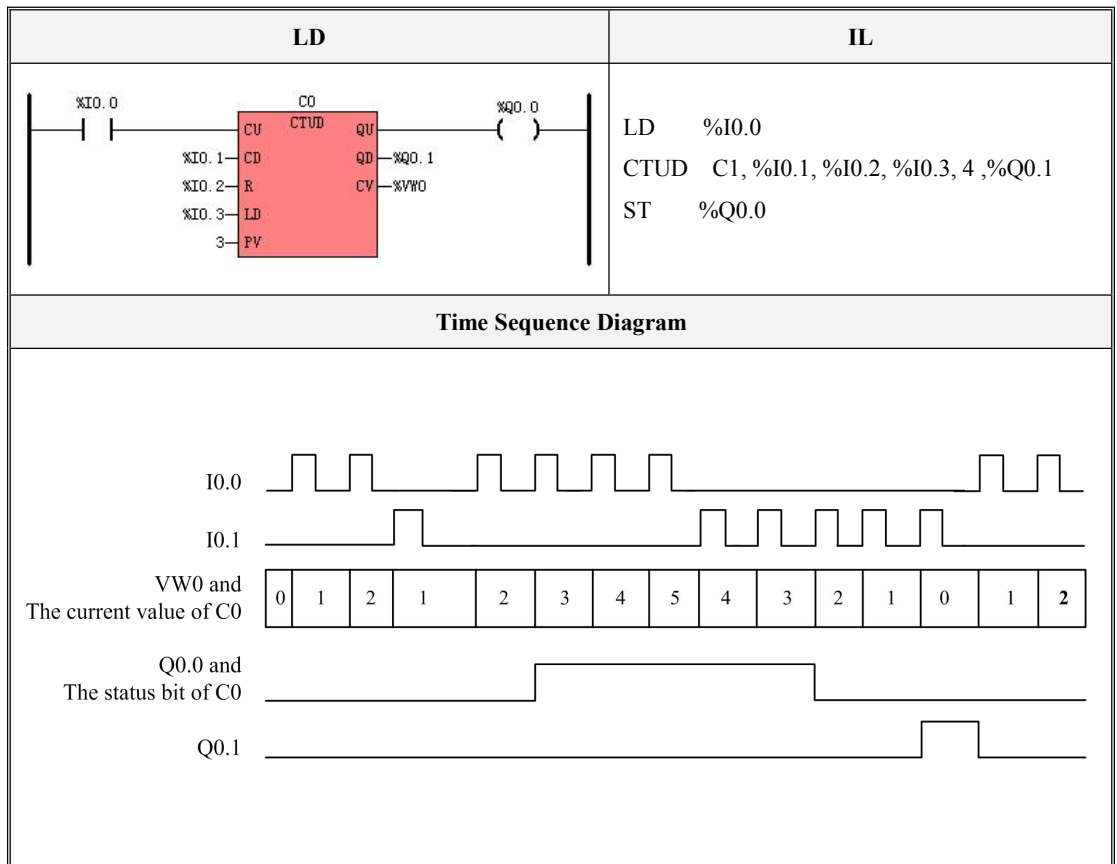 LD
IL
%I0.0
C0
%Q0.0
CU CTUD QU
%I0.1 CD QD %Q0.1
%I0.2 R CV %VW0
%I0.3 LD
3 PV
LD %I0.0
CTUD C1, %I0.1, %I0.2, %I0.3, 4 ,%Q0.1
ST %Q0.0
Time Sequence Diagram
I0.0
I0.1
VW0 and
The current value of C0
0 1 2 1 2 3 4 5 4 3 2 1 0 1 2
Q0.0 and
The status bit of C0
Q0.1